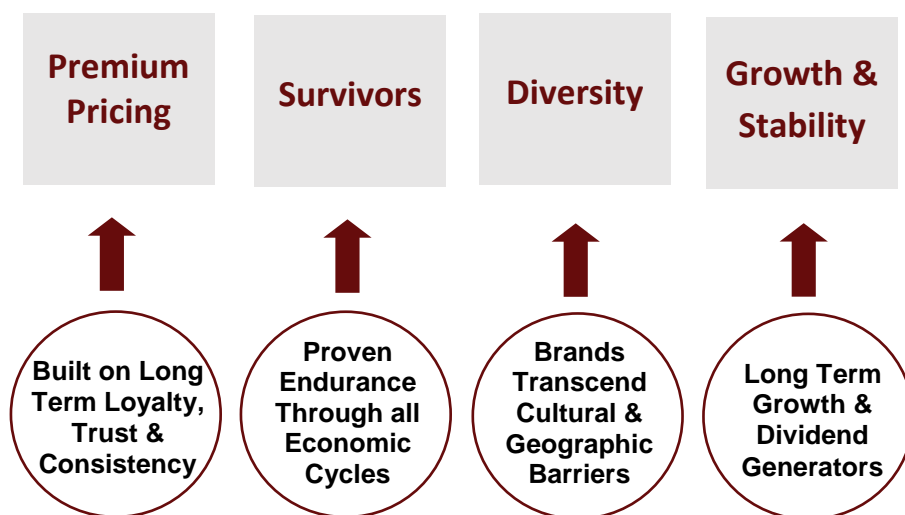 Premium
Pricing
Survivors
Diversity
Growth &
Stability
Built on Long
Term Loyalty,
Trust &
Consistency
Proven
Endurance
Through all
Economic
Cycles
Brands
Transcend
Cultural &
Geographic
Barriers
Long Term
Growth &
Dividend
Generators